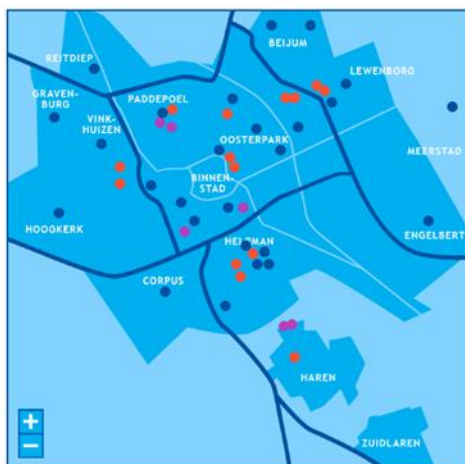 BEIJUM
REITDIEP
LEWENBORG
GRAVEN-
BURG
PADDEPOEL
VINK-
HUIZEN
OOSTERPARK
MEERSTAD
BINNEN-
STAD
HOOGKERK
ENGELBERT
HELPMAN
CORPUS
HAREN
ZUIDLAREN
+
−